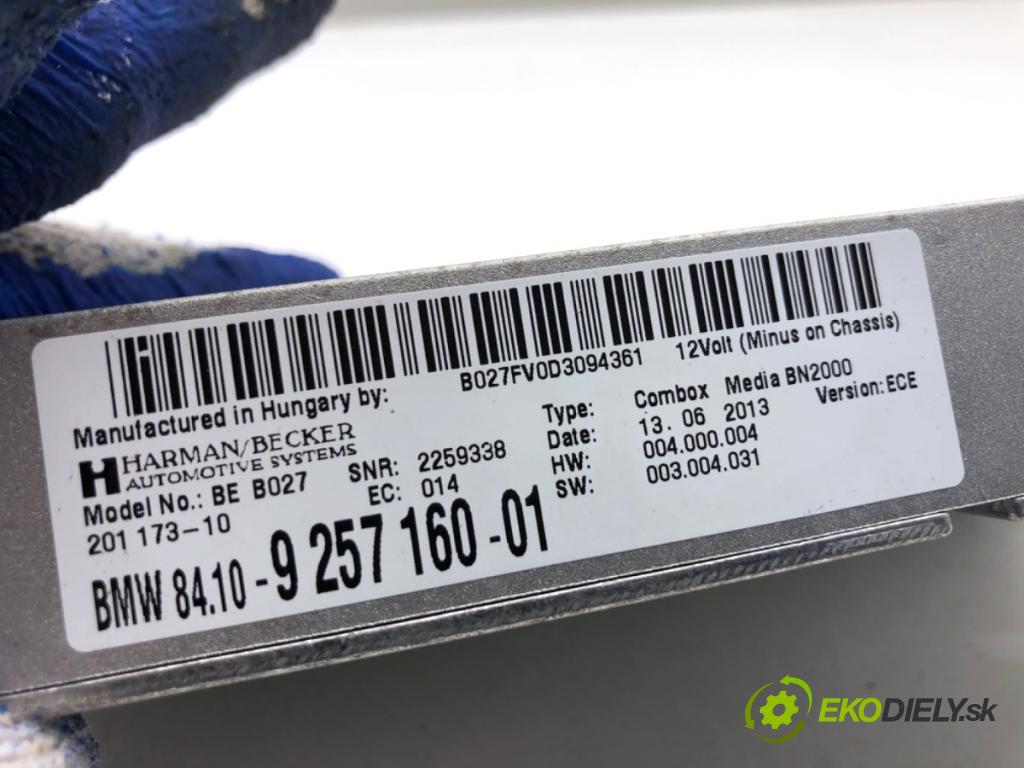 B027FV0D3094361 12Volt (Minus on Chassis)
Manufactured in Hungary by:
HARMAN/BECKER
AUTOMOTIVE SYSTEMS
Model No.: BE B027
201 173-10
SNR: 2259338
EC: 014
Type: Combox Media BN2000
Date: 13. 06 2013 Version: ECE
HW: 004.000.004
SW: 003.004.031
BMW 84.10 - 9 257 160 -01
EKODIELY.sk